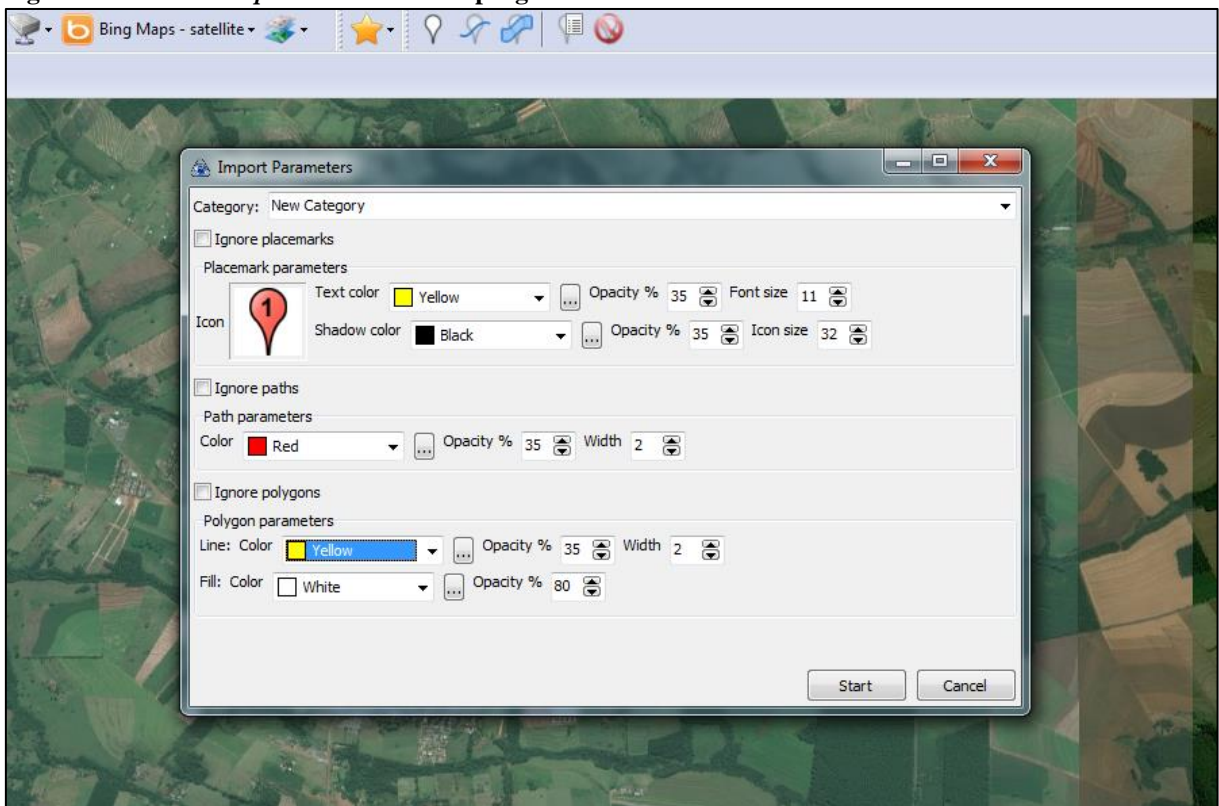 Bing Maps - satellite
Import Parameters
Category: New Category
Ignore placemarks
Placemark parameters
Icon 1 Text color Yellow ... Opacity % 35 Font size 11
Shadow color Black ... Opacity % 35 Icon size 32
Ignore paths
Path parameters
Color Red ... Opacity % 35 Width 2
Ignore polygons
Polygon parameters
Line: Color Yellow ... Opacity % 35 Width 2
Fill: Color White ... Opacity % 80
Start Cancel